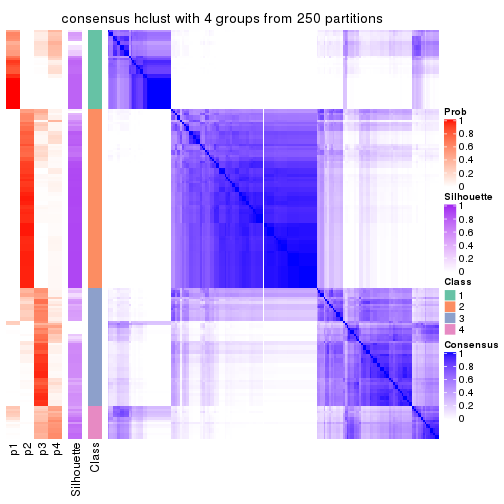 consensus hclust with 4 groups from 250 partitions
Prob
1
0.8
0.6
0.4
0.2
0
Silhouette
1
0.8
0.6
0.4
0.2
0
Class
1
2
3
4
Consensus
1
0.8
0.6
0.4
0.2
0
p1
p2
p3
p4
Silhouette
Class